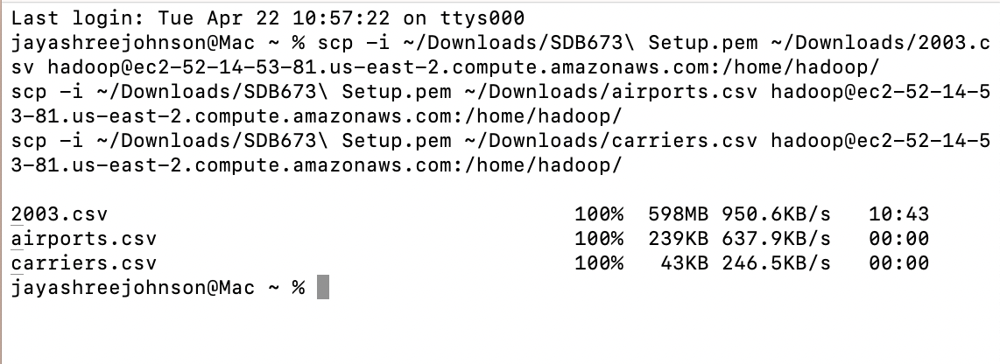 Last login: Tue Apr 22 10:57:22 on ttys000
jayashreejohnson@Mac ~ % scp -i ~/Downloads/SDB673\ Setup.pem ~/Downloads/2003.c
sv hadoop@ec2-52-14-53-81.us-east-2.compute.amazonaws.com:/home/hadoop/
scp -i ~/Downloads/SDB673\ Setup.pem ~/Downloads/airports.csv hadoop@ec2-52-14-5
3-81.us-east-2.compute.amazonaws.com:/home/hadoop/
scp -i ~/Downloads/SDB673\ Setup.pem ~/Downloads/carriers.csv hadoop@ec2-52-14-5
3-81.us-east-2.compute.amazonaws.com:/home/hadoop/
2003.csv 100% 598MB 950.6KB/s 10:43
airports.csv 100% 239KB 637.9KB/s 00:00
carriers.csv 100% 43KB 246.5KB/s 00:00
jayashreejohnson@Mac ~ %